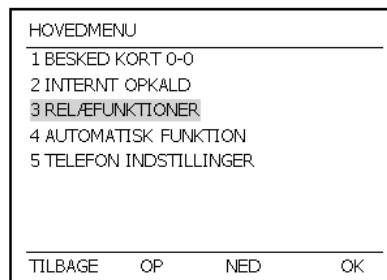 HOVEDMENU
1 BESKED KORT 0-0
2 INTERNT OPKALD
3 RELÆFUNKTIONER
4 AUTOMATISK FUNKTION
5 TELEFON INDSTILLINGER
TILBAGE OP NED OK